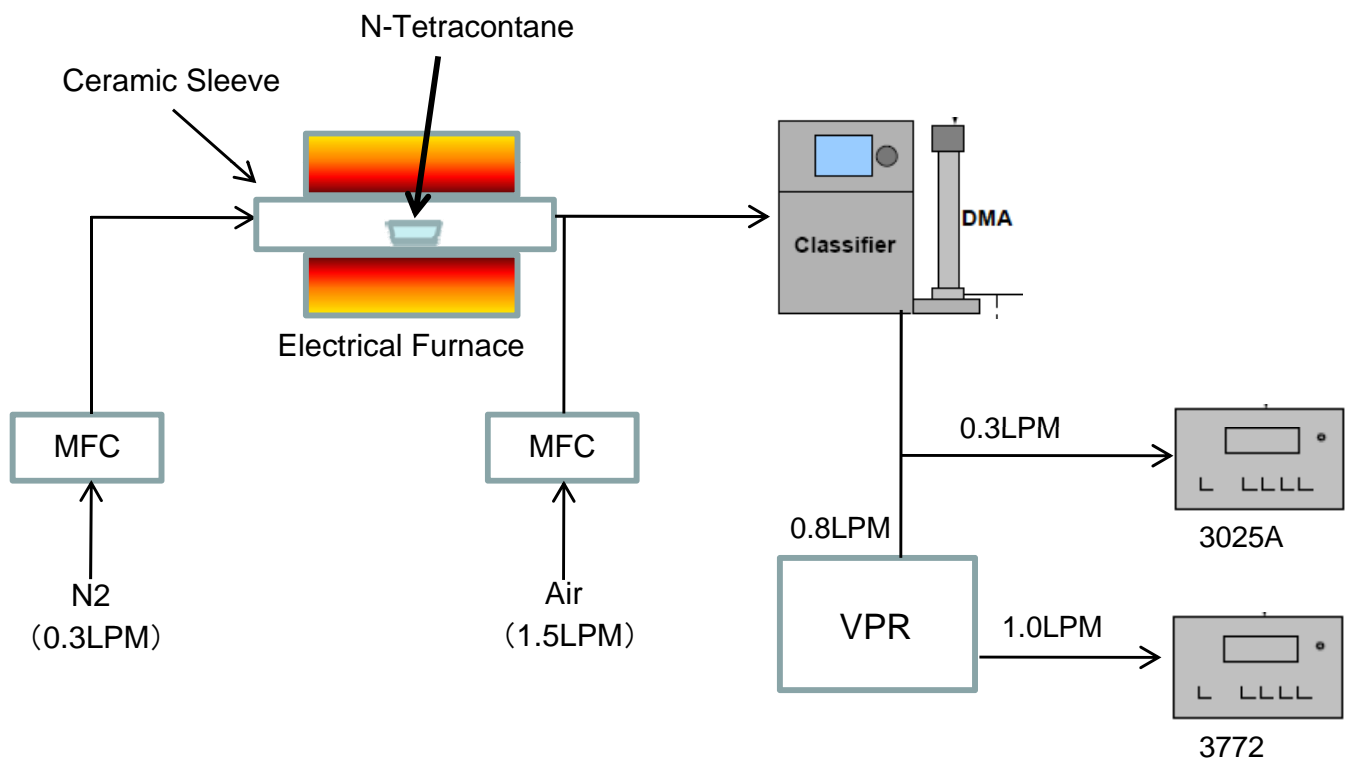 N-Tetracontane
Ceramic Sleeve
DMA
Classifier
Electrical Furnace
MFC
MFC
0.3LPM
0.8LPM
3025A
N2
（0.3LPM）
Air
（1.5LPM）
VPR
1.0LPM
3772